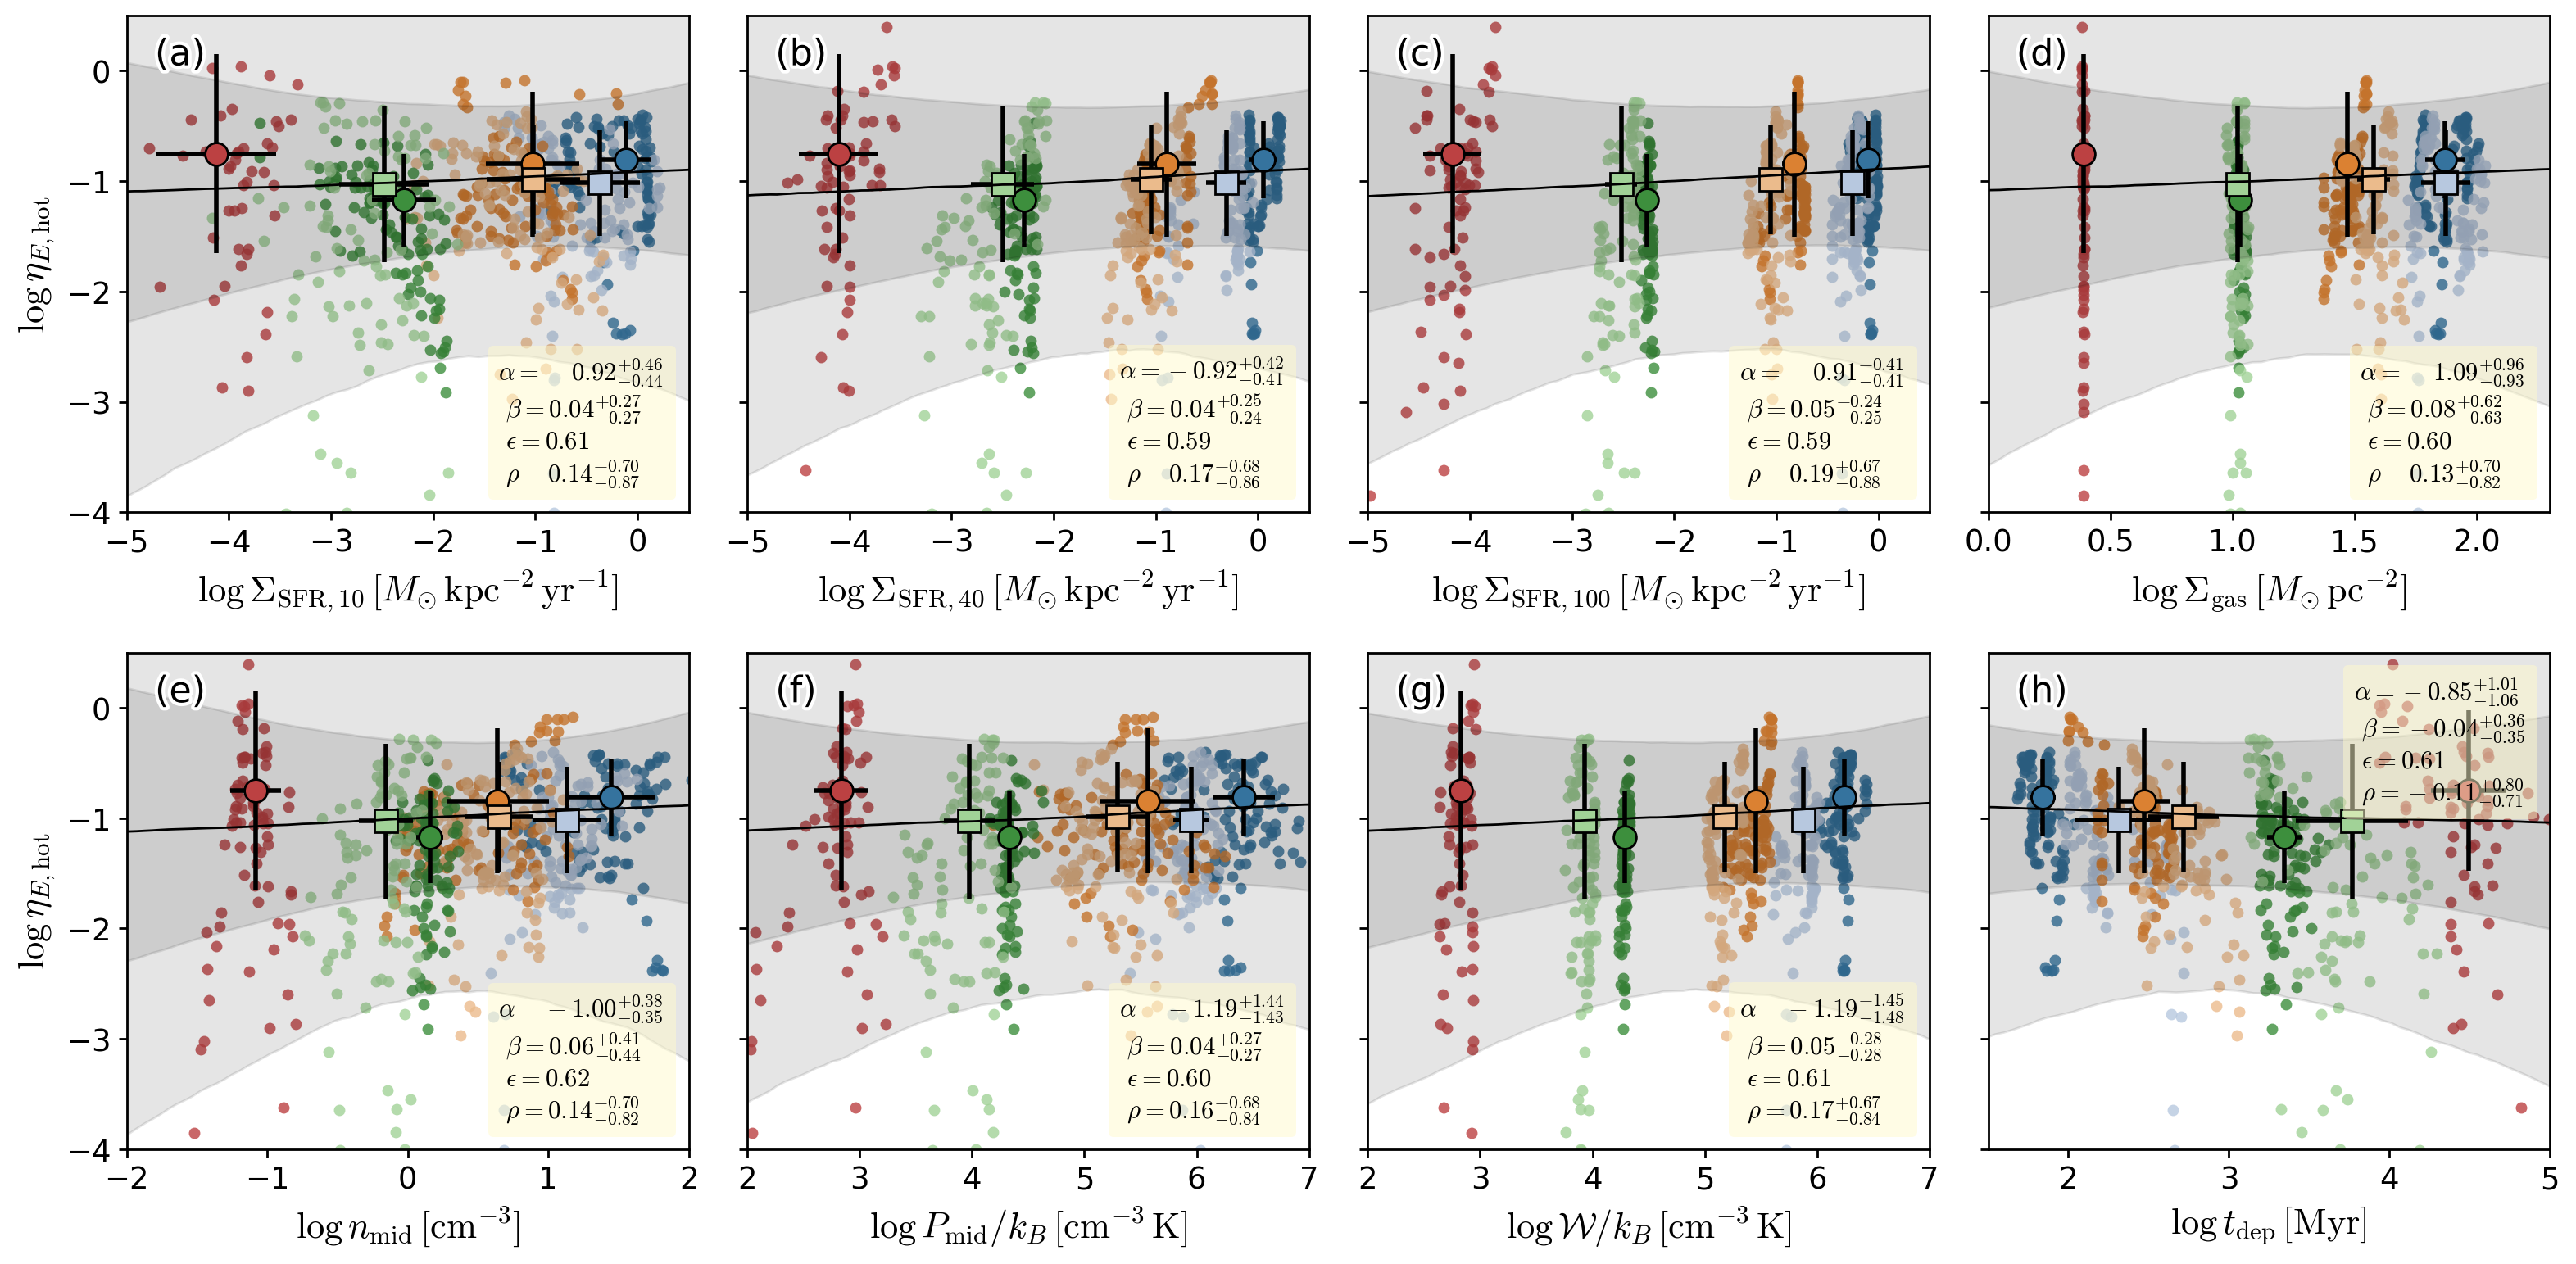 (a)
(b)
(c)
(d)
0
−1
−2
−3
−4
log η_{E, hot}
α = −0.92^{+0.46}_{−0.44}
β = 0.04^{+0.27}_{−0.27}
ϵ = 0.61
ρ = 0.14^{+0.70}_{−0.87}
α = −0.92^{+0.42}_{−0.41}
β = 0.04^{+0.25}_{−0.24}
ϵ = 0.59
ρ = 0.17^{+0.68}_{−0.86}
α = −0.91^{+0.41}_{−0.41}
β = 0.05^{+0.24}_{−0.25}
ϵ = 0.59
ρ = 0.19^{+0.67}_{−0.88}
α = −1.09^{+0.96}_{−0.93}
β = 0.08^{+0.62}_{−0.63}
ϵ = 0.60
ρ = 0.13^{+0.70}_{−0.82}
−5 −4 −3 −2 −1 0
−5 −4 −3 −2 −1 0
−5 −4 −3 −2 −1 0
0.0 0.5 1.0 1.5 2.0
log Σ_{SFR, 10} [M_⊙ kpc^{−2} yr^{−1}]
log Σ_{SFR, 40} [M_⊙ kpc^{−2} yr^{−1}]
log Σ_{SFR, 100} [M_⊙ kpc^{−2} yr^{−1}]
log Σ_{gas} [M_⊙ pc^{−2}]
(e)
(f)
(g)
(h)
0
−1
−2
−3
−4
log η_{E, hot}
α = −1.00^{+0.38}_{−0.35}
β = 0.06^{+0.41}_{−0.44}
ϵ = 0.62
ρ = 0.14^{+0.70}_{−0.82}
α = −1.19^{+1.44}_{−1.43}
β = 0.04^{+0.27}_{−0.27}
ϵ = 0.60
ρ = 0.16^{+0.68}_{−0.84}
α = −1.19^{+1.45}_{−1.48}
β = 0.05^{+0.28}_{−0.28}
ϵ = 0.61
ρ = 0.17^{+0.67}_{−0.84}
α = −0.85^{+1.01}_{−1.06}
β = −0.04^{+0.36}_{−0.35}
ϵ = 0.61
ρ = −0.11^{+0.80}_{−0.71}
−2 −1 0 1 2
2 3 4 5 6 7
2 3 4 5 6 7
2 3 4 5
log n_{mid} [cm^{−3}]
log P_{mid}/k_B [cm^{−3} K]
log 𝒲/k_B [cm^{−3} K]
log t_{dep} [Myr]